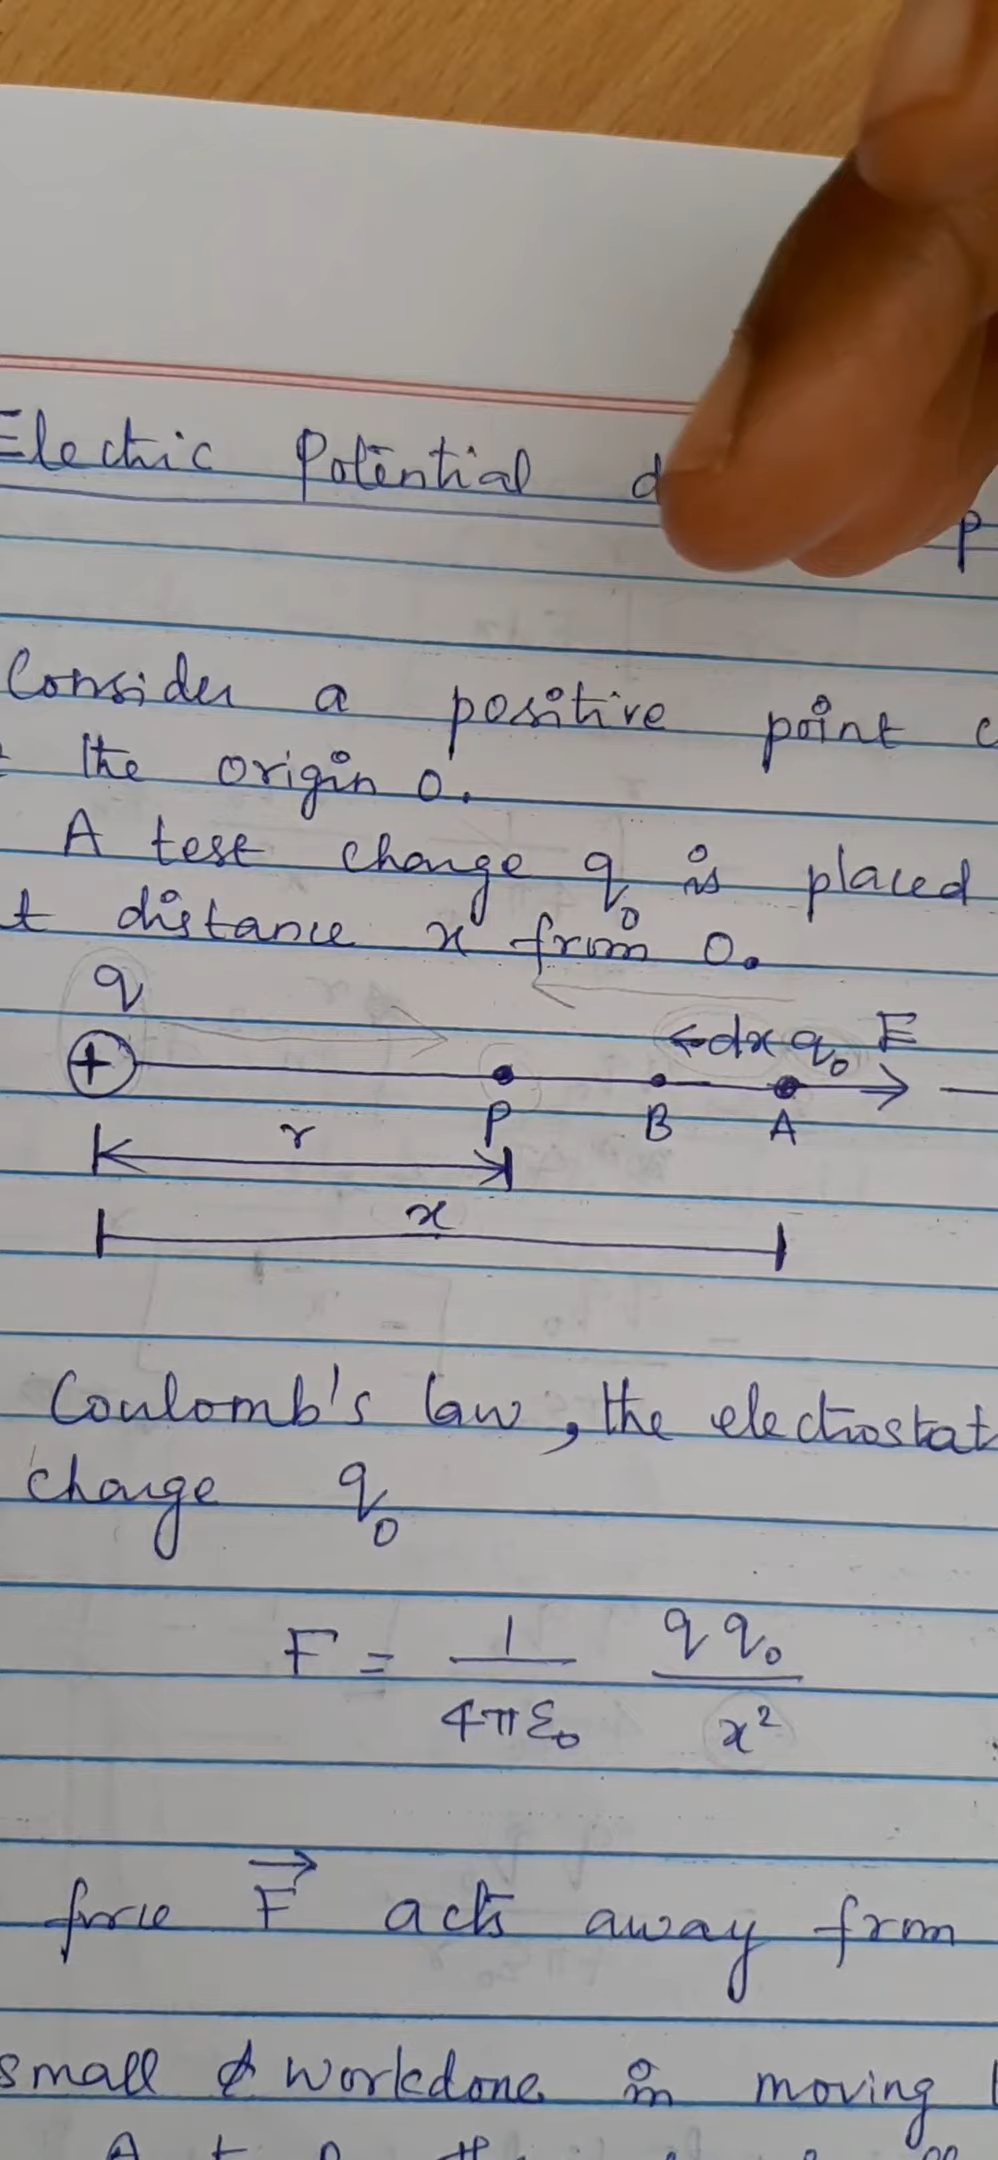 Electric Potential d
p
Consider a positive point c
the origin O.
A test charge q₀ is placed
t distance x from O.
q
←dx q₀ E
+
P B A
r
x
Coulomb's law, the electrostat
charge q₀
F = 1/4πε₀ qq₀/x²
force F⃗ acts away from
small workdone in moving
A to